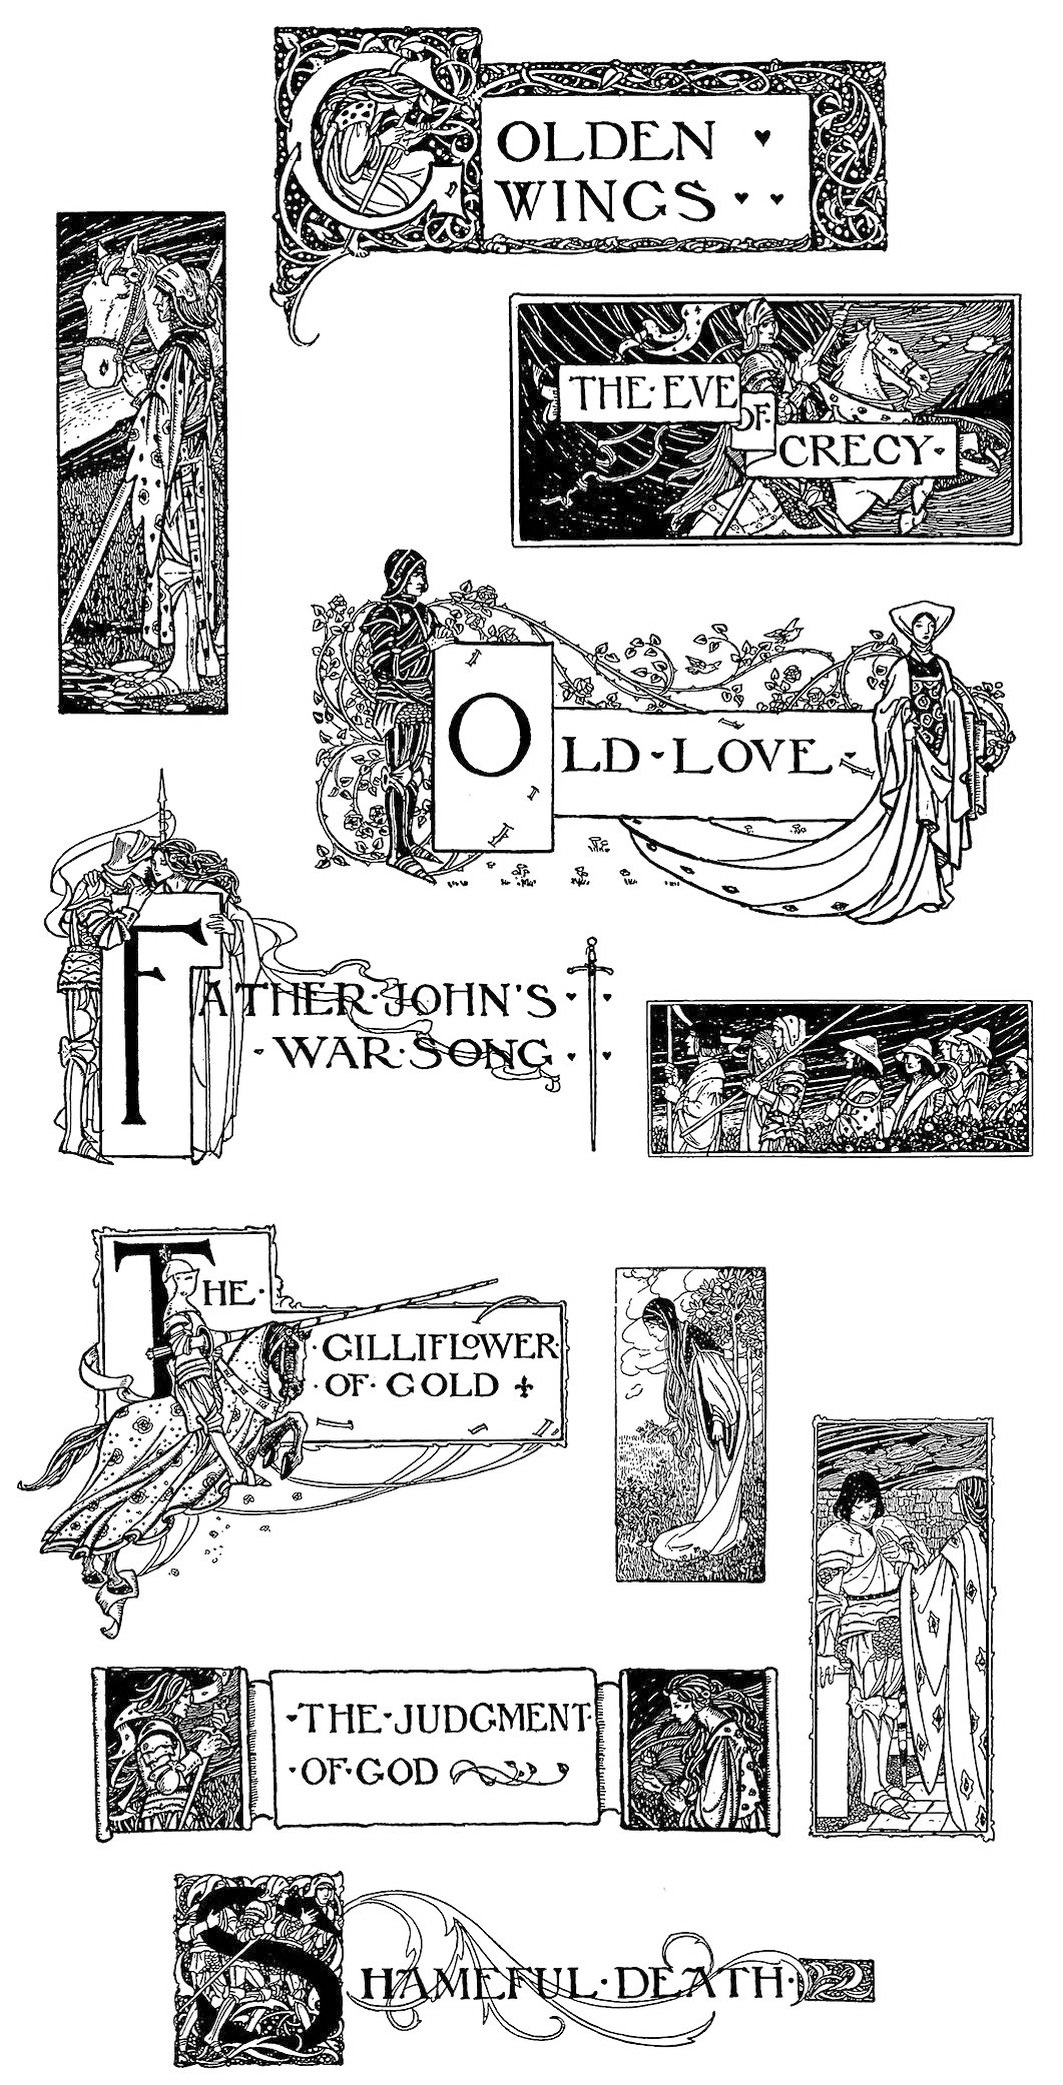 GOLDEN
WINGS
THE·EVE
OF·
CRECY·
OLD·LOVE·
FATHER·JOHN'S
·WAR·SONG
THE·
·GILLIFLOWER·
·OF·GOLD
·THE·JUDGMENT·
·OF·GOD
SHAMEFUL·DEATH·